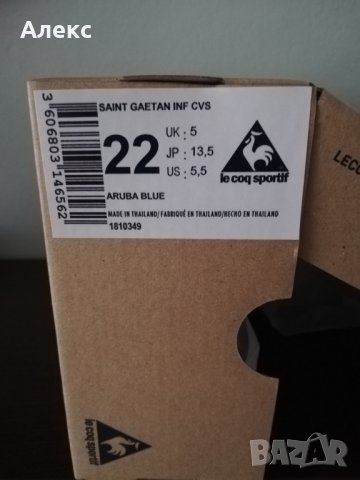 Алекс
SAINT GAETAN INF CVS
22
UK : 5
JP : 13,5
US : 5,5
le coq sportif
ARUBA BLUE
MADE IN THAILAND/ FABRIQUÉ EN THAILAND/HECHO EN THAILAND
1810349
3 606803 146562
LECO
le coq sportif
BAZAR